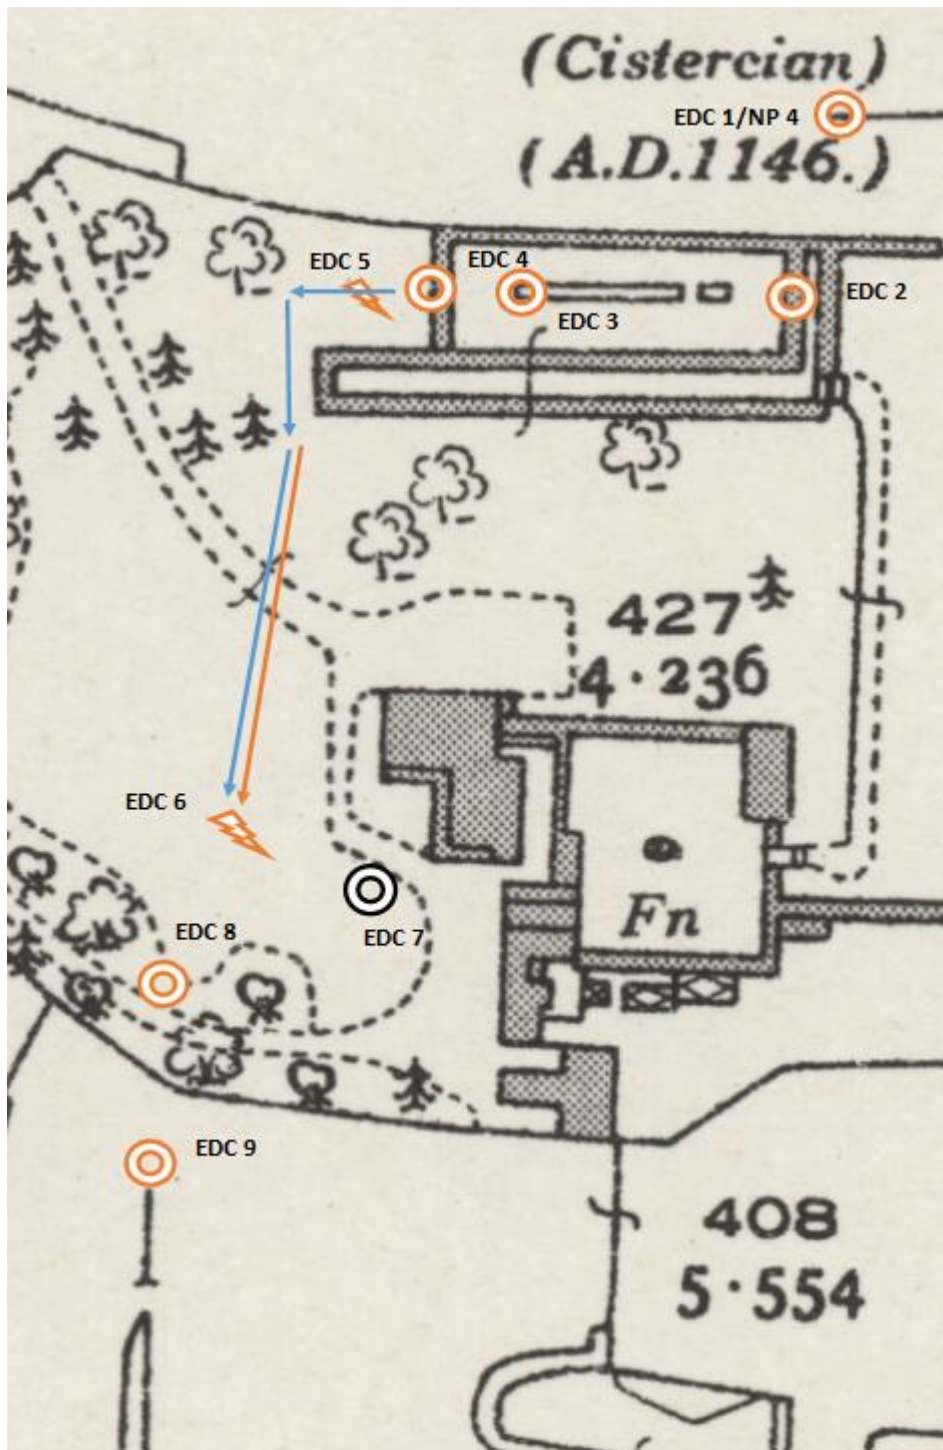 (Cistercian)
EDC 1/NP 4
(A.D.1146.)
EDC 5
EDC 4
EDC 2
EDC 3
427
4·236
EDC 6
Fn
EDC 7
EDC 8
EDC 9
408
5·554